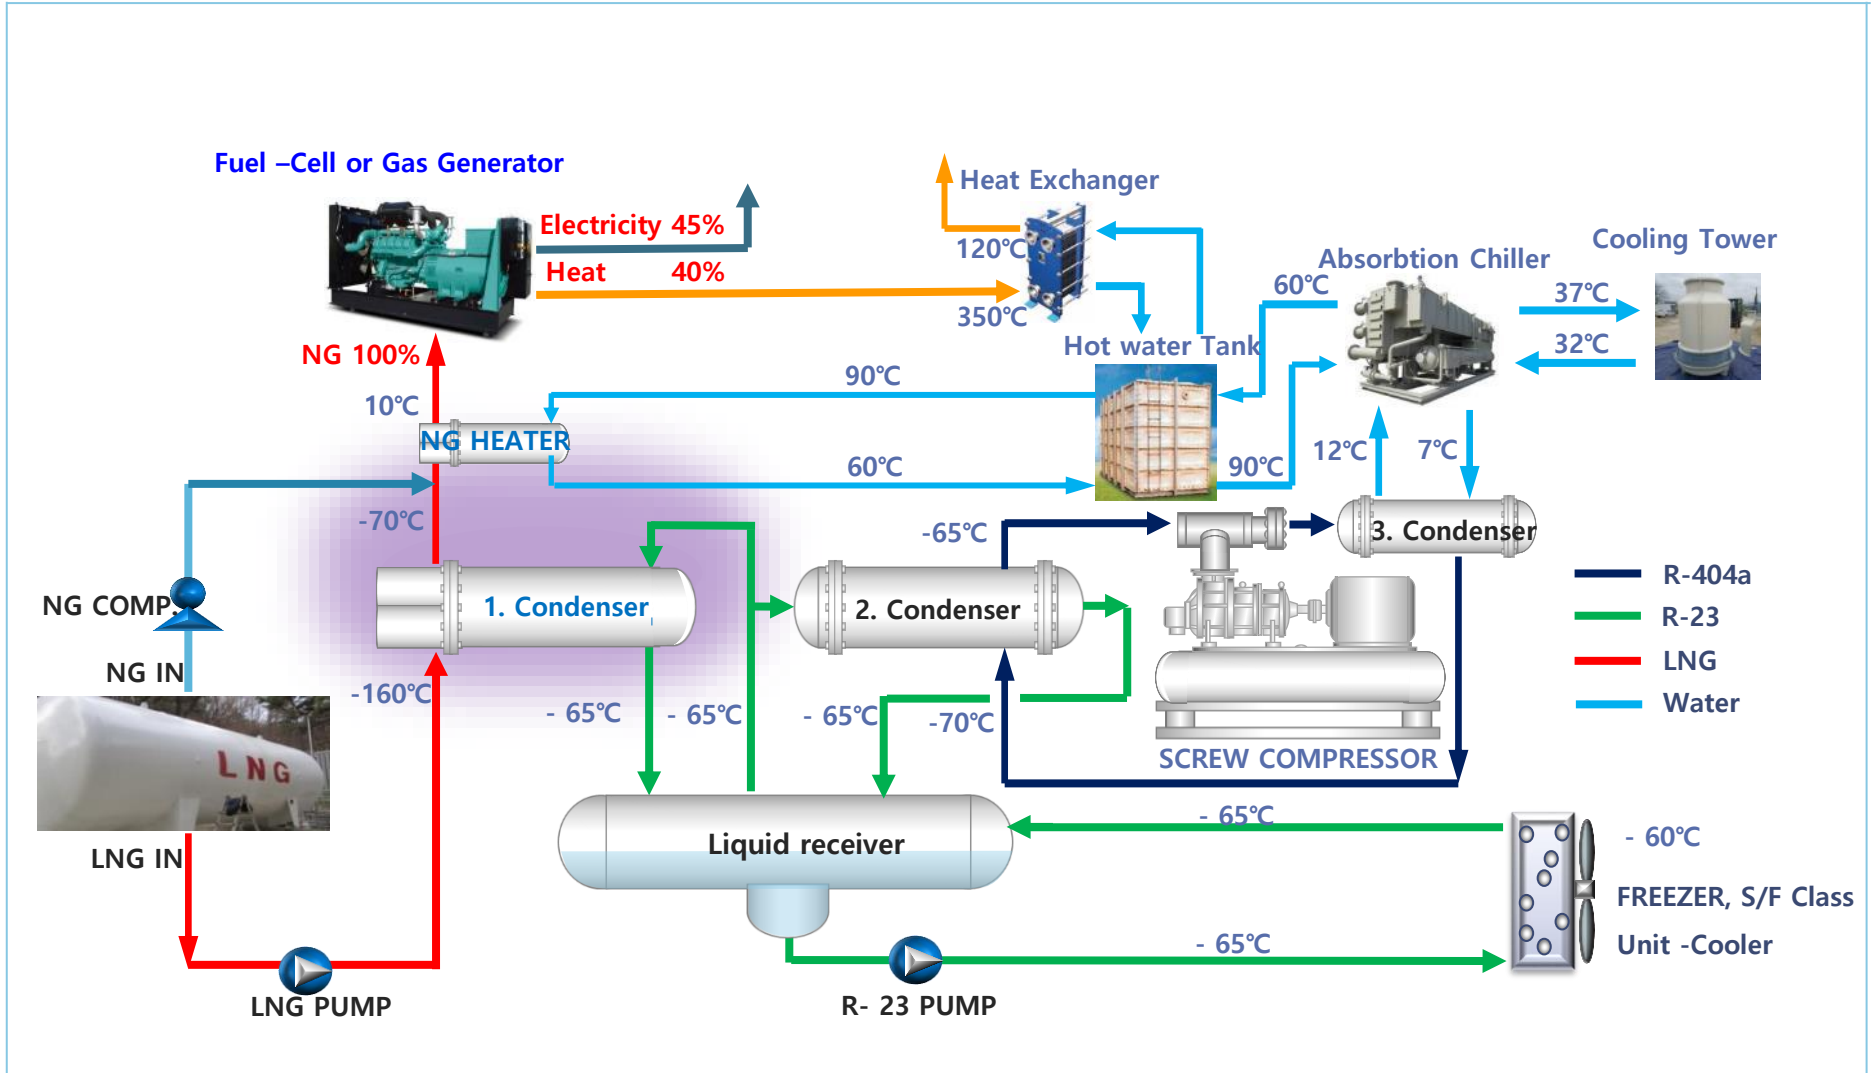 Fuel –Cell or Gas Generator
Heat Exchanger
Electricity 45%
Heat 40%
120℃
350℃
Absorbtion Chiller
Cooling Tower
60℃
37℃
32℃
NG 100%
Hot water Tank
90℃
10℃
NG HEATER
60℃
90℃
12℃
7℃
-70℃
-65℃
3. Condenser
NG COMP.
1. Condenser
2. Condenser
R-404a
R-23
LNG
Water
NG IN
-160℃
- 65℃
- 65℃
- 65℃
-70℃
LNG
SCREW COMPRESSOR
- 65℃
Liquid receiver
- 60℃
LNG IN
FREEZER, S/F Class
Unit -Cooler
- 65℃
LNG PUMP
R- 23 PUMP